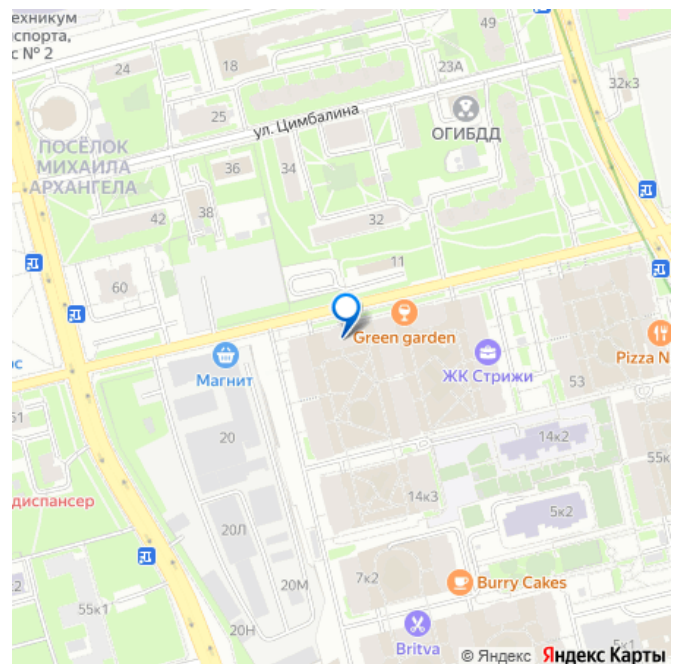 ехникум
спорта,
с № 2
24
18
23А
49
32к3
25
ул. Цимбалина
ОГИБДД
ПОСЁЛОК
МИХАИЛА
АРХАНГЕЛА
36
34
38
42
32
11
60
Green garden
Pizza N
Магнит
ЖК Стрижи
53
51
20
14к2
55к
диспансер
14к3
5к2
20Л
7к2
Burry Cakes
20М
55к1
20Н
Britva
5к1
© Яндекс Яндекс Карты